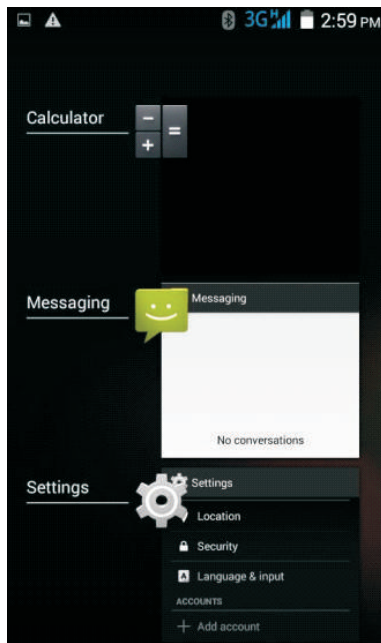 3G H 2:59 PM
Calculator
Messaging
Messaging
No conversations
Settings
Settings
Location
Security
A Language & input
ACCOUNTS
+ Add account